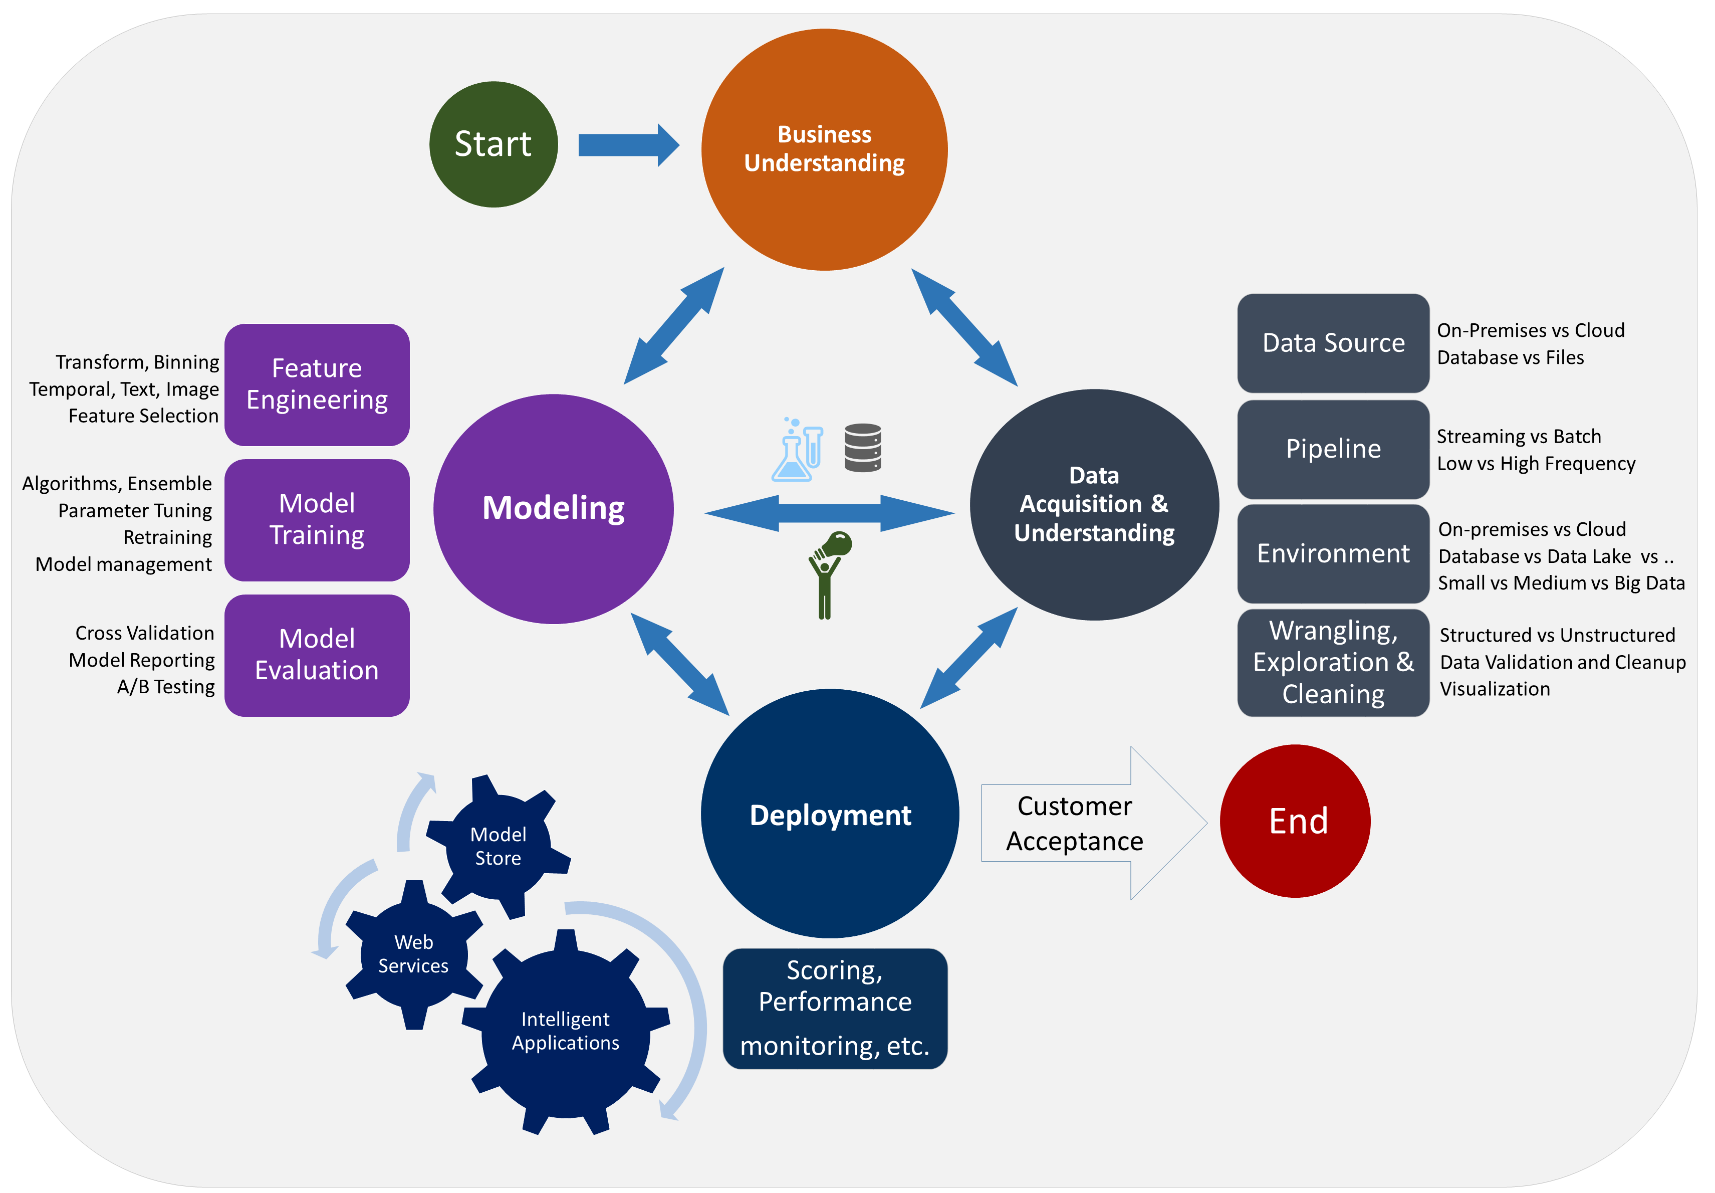 Start
Business
Understanding
Transform, Binning
Temporal, Text, Image
Feature Selection
Feature
Engineering
Algorithms, Ensemble
Parameter Tuning
Retraining
Model management
Model
Training
Cross Validation
Model Reporting
A/B Testing
Model
Evaluation
Modeling
Data
Acquisition &
Understanding
Data Source
On-Premises vs Cloud
Database vs Files
Pipeline
Streaming vs Batch
Low vs High Frequency
Environment
On-premises vs Cloud
Database vs Data Lake  vs ..
Small vs Medium vs Big Data
Wrangling,
Exploration &
Cleaning
Structured vs Unstructured
Data Validation and Cleanup
Visualization
Deployment
Customer
Acceptance
End
Model
Store
Web
Services
Intelligent
Applications
Scoring,
Performance
monitoring, etc.